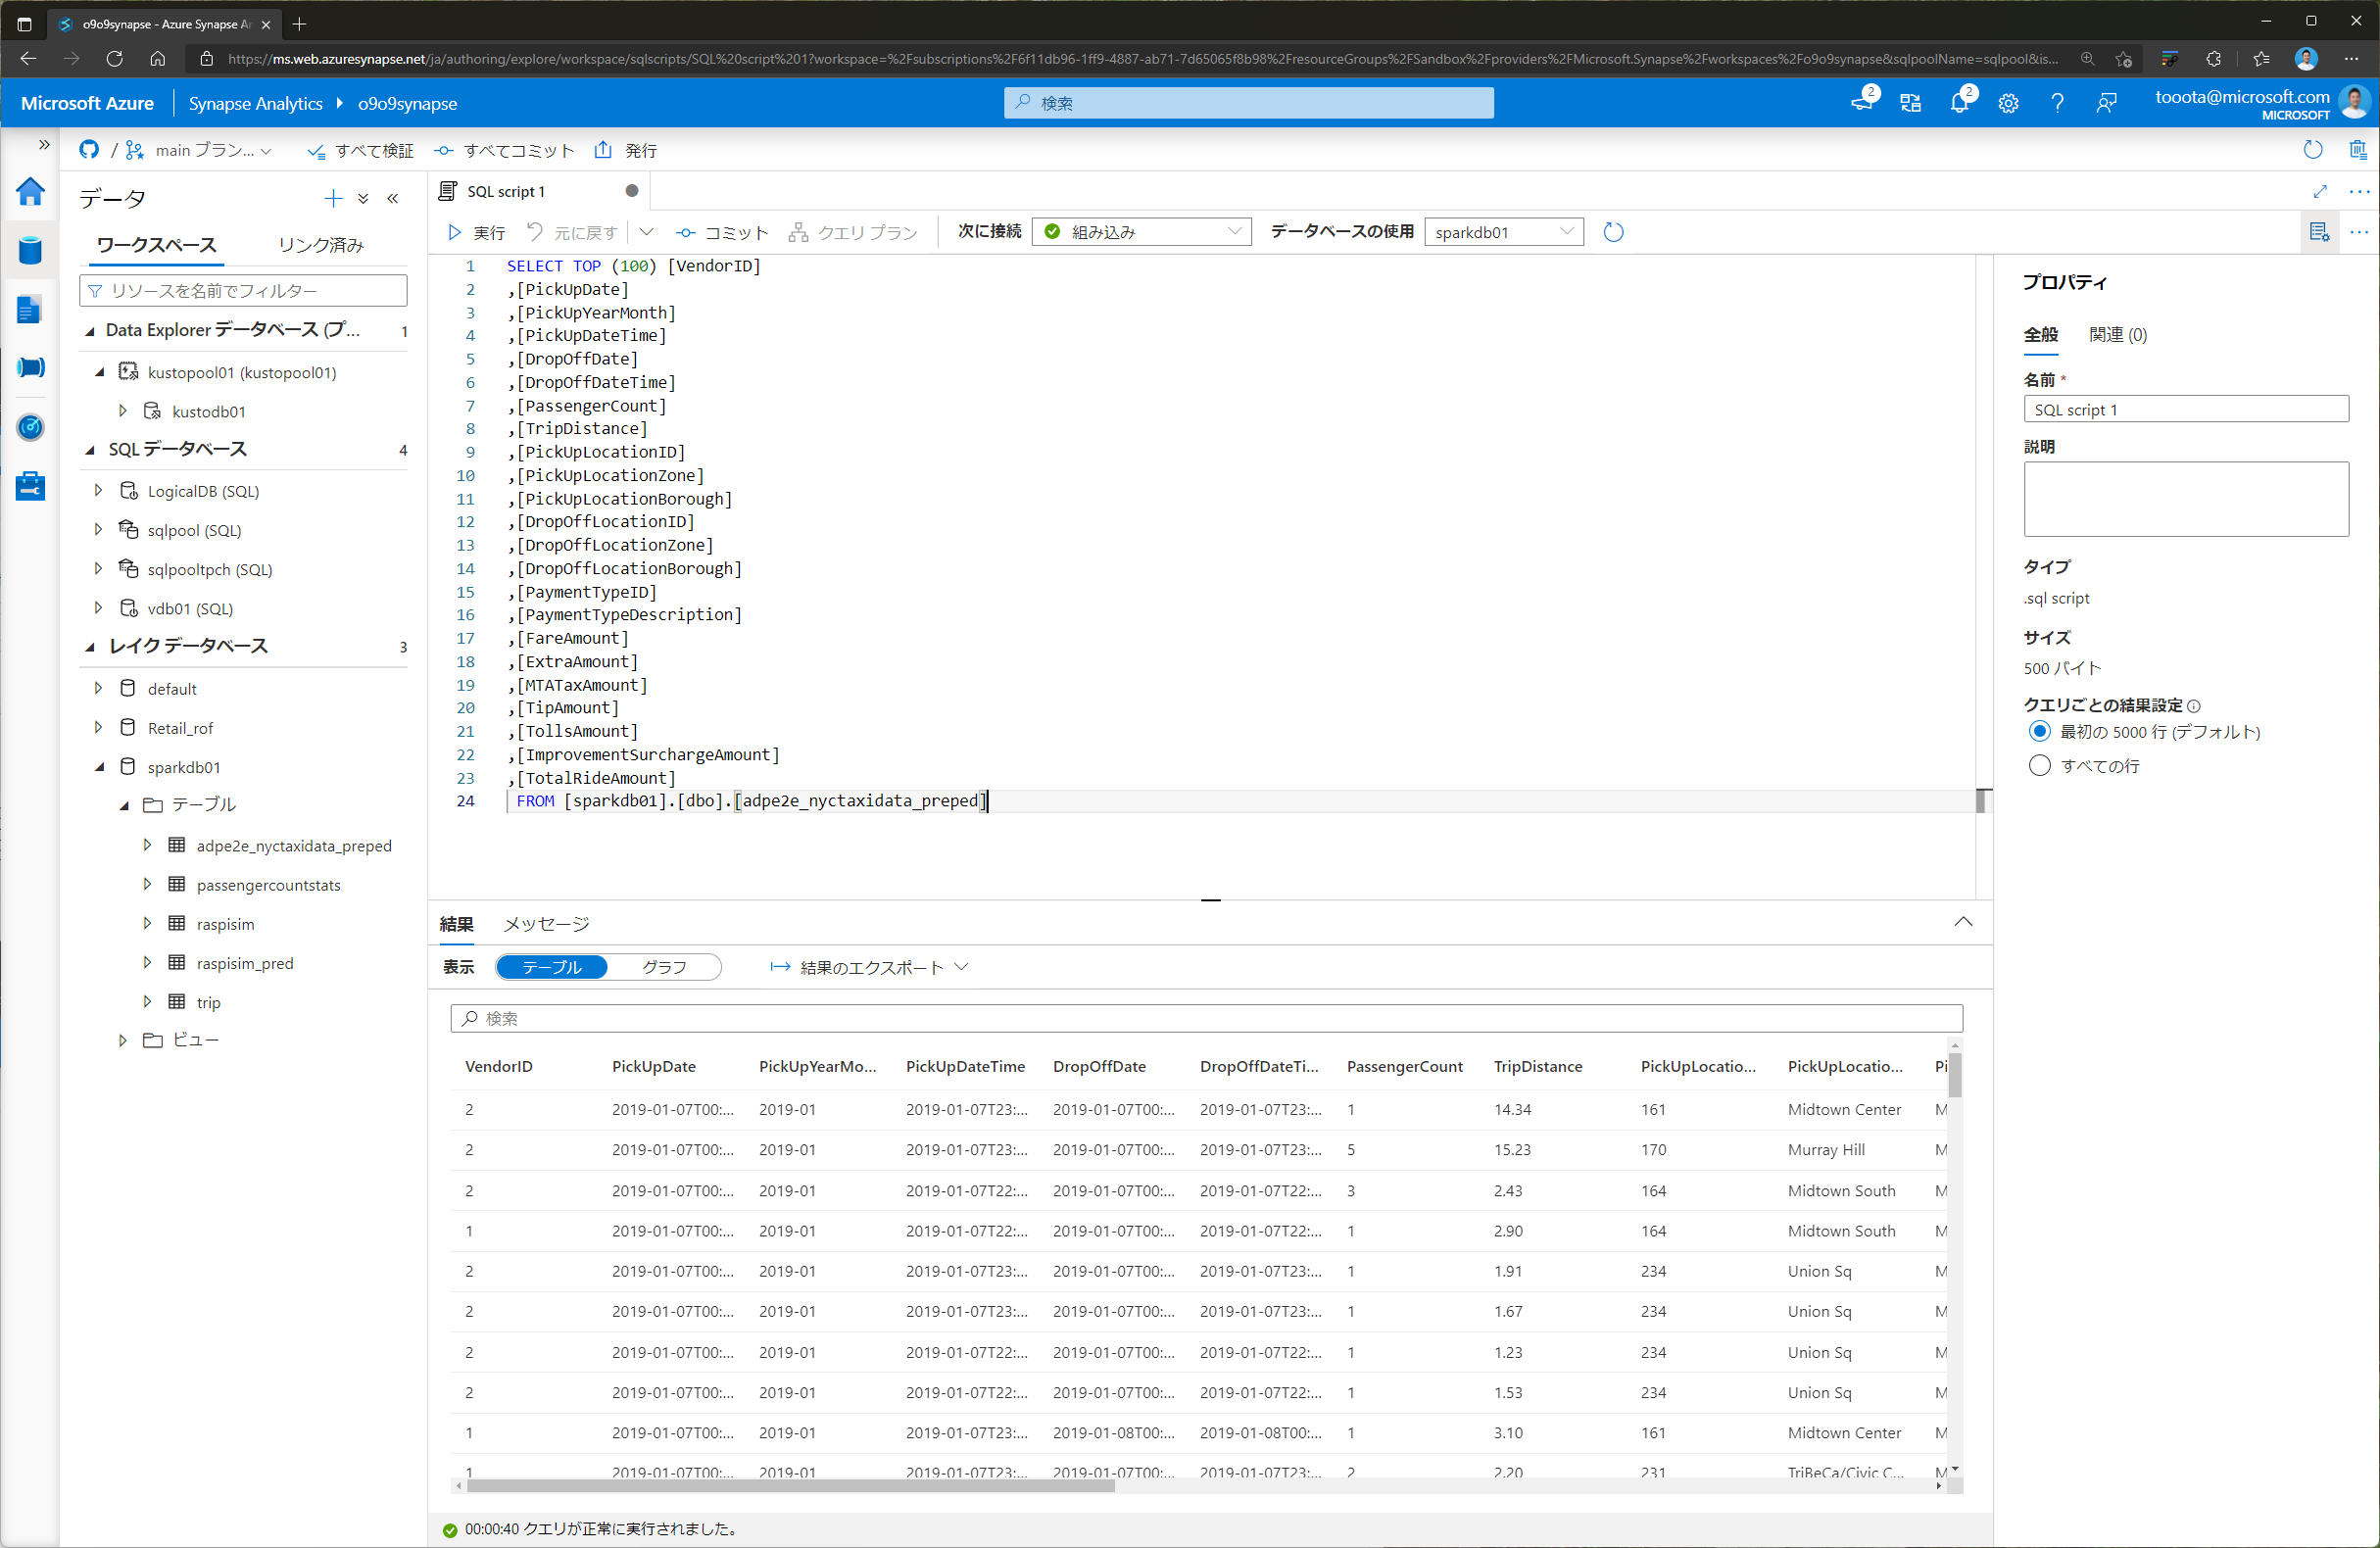 o9o9synapse - Azure Synapse An
https://ms.web.azuresynapse.net/ja/authoring/explore/workspace/sqlscripts/SQL%20script%201?workspace=%2Fsubscriptions%2F6f11db96-1ff9-4887-ab71-7d65065f8b98%2FresourceGroups%2FSandbox%2Fproviders%2FMicrosoft.Synapse%2Fworkspaces%2Fo9o9synapse&sqlpoolName=sqlpool&is...
Microsoft Azure Synapse Analytics o9o9synapse 検索 2 2 tooota@microsoft.com
MICROSOFT
/ main ブラン... すべて検証 すべてコミット 発行
データ
SQL script 1
実行 元に戻す コミット クエリ プラン 次に接続 組み込み データベースの使用 sparkdb01
ワークスペース リンク済み
リソースを名前でフィルター
Data Explorer データベース (プ... 1
kustopool01 (kustopool01)
kustodb01
SQL データベース 4
LogicalDB (SQL)
sqlpool (SQL)
sqlpooltpch (SQL)
vdb01 (SQL)
レイク データベース 3
default
Retail_rof
sparkdb01
テーブル
adpe2e_nyctaxidata_preped
passengercountstats
raspisim
raspisim_pred
trip
ビュー
1 SELECT TOP (100) [VendorID]
2 ,[PickUpDate]
3 ,[PickUpYearMonth]
4 ,[PickUpDateTime]
5 ,[DropOffDate]
6 ,[DropOffDateTime]
7 ,[PassengerCount]
8 ,[TripDistance]
9 ,[PickUpLocationID]
10 ,[PickUpLocationZone]
11 ,[PickUpLocationBorough]
12 ,[DropOffLocationID]
13 ,[DropOffLocationZone]
14 ,[DropOffLocationBorough]
15 ,[PaymentTypeID]
16 ,[PaymentTypeDescription]
17 ,[FareAmount]
18 ,[ExtraAmount]
19 ,[MTATaxAmount]
20 ,[TipAmount]
21 ,[TollsAmount]
22 ,[ImprovementSurchargeAmount]
23 ,[TotalRideAmount]
24 FROM [sparkdb01].[dbo].[adpe2e_nyctaxidata_preped]
プロパティ
全般 関連 (0)
名前 *
SQL script 1
説明
タイプ
.sql script
サイズ
500 バイト
クエリごとの結果設定
最初の 5000 行 (デフォルト)
すべての行
結果 メッセージ
表示 テーブル グラフ 結果のエクスポート
検索
VendorID PickUpDate PickUpYearMo... PickUpDateTime DropOffDate DropOffDateTi... PassengerCount TripDistance PickUpLocatio... PickUpLocatio... Pi
2 2019-01-07T00:... 2019-01 2019-01-07T23:... 2019-01-07T00:... 2019-01-07T23:... 1 14.34 161 Midtown Center M
2 2019-01-07T00:... 2019-01 2019-01-07T23:... 2019-01-07T00:... 2019-01-07T23:... 5 15.23 170 Murray Hill M
2 2019-01-07T00:... 2019-01 2019-01-07T22:... 2019-01-07T00:... 2019-01-07T22:... 3 2.43 164 Midtown South M
1 2019-01-07T00:... 2019-01 2019-01-07T22:... 2019-01-07T00:... 2019-01-07T22:... 1 2.90 164 Midtown South M
2 2019-01-07T00:... 2019-01 2019-01-07T23:... 2019-01-07T00:... 2019-01-07T23:... 1 1.91 234 Union Sq M
2 2019-01-07T00:... 2019-01 2019-01-07T23:... 2019-01-07T00:... 2019-01-07T23:... 1 1.67 234 Union Sq M
2 2019-01-07T00:... 2019-01 2019-01-07T22:... 2019-01-07T00:... 2019-01-07T22:... 1 1.23 234 Union Sq M
2 2019-01-07T00:... 2019-01 2019-01-07T22:... 2019-01-07T00:... 2019-01-07T22:... 1 1.53 234 Union Sq M
1 2019-01-07T00:... 2019-01 2019-01-07T23:... 2019-01-08T00:... 2019-01-08T00:... 1 3.10 161 Midtown Center M
1 2019-01-07T00:... 2019-01 2019-01-07T23:... 2019-01-07T00:... 2019-01-07T23:... 2 2.20 231 TriBeCa/Civic C... M
00:00:40 クエリが正常に実行されました。